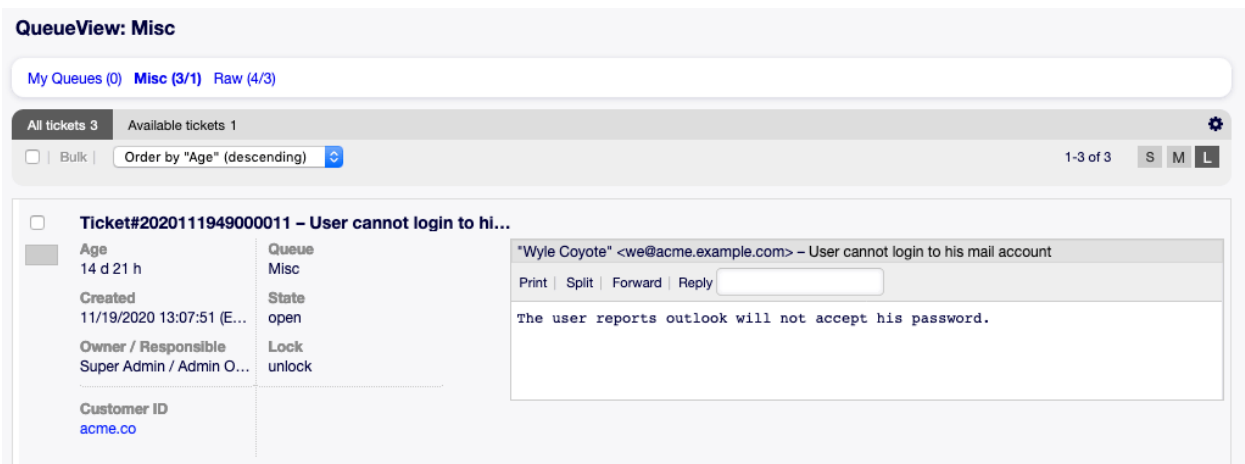 QueueView: Misc
My Queues (0) Misc (3/1) Raw (4/3)
All tickets 3 Available tickets 1
| Bulk | Order by "Age" (descending) 1-3 of 3 S M L
Ticket#2020111949000011 – User cannot login to hi…
Age Queue
14 d 21 h Misc
Created State
11/19/2020 13:07:51 (E… open
Owner / Responsible Lock
Super Admin / Admin O… unlock
Customer ID
acme.co
"Wyle Coyote" <we@acme.example.com> – User cannot login to his mail account
Print | Split | Forward | Reply
The user reports outlook will not accept his password.